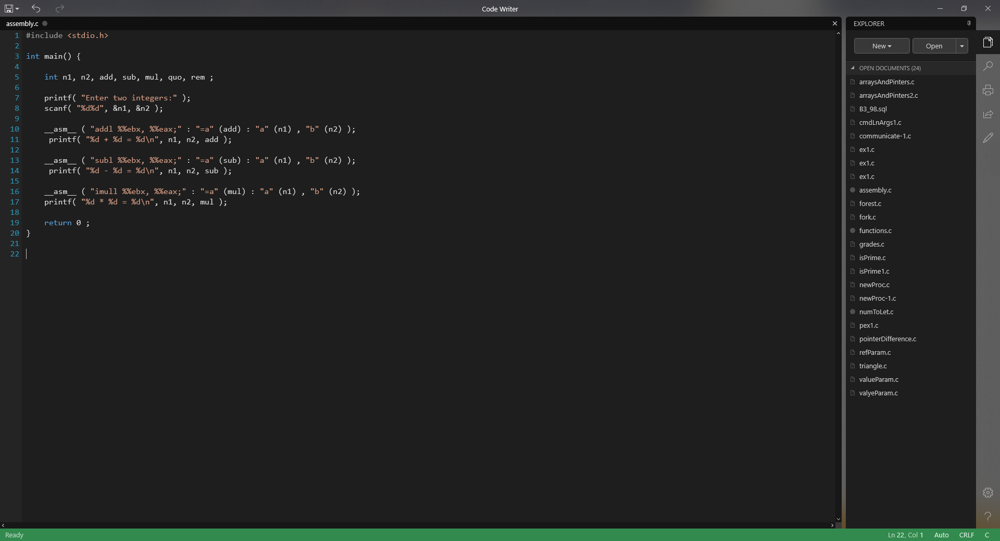 Code Writer
assembly.c
1 #include <stdio.h>
2
3 int main() {
4
5 int n1, n2, add, sub, mul, quo, rem ;
6
7 printf( "Enter two integers:" );
8 scanf( "%d%d", &n1, &n2 );
9
10 __asm__ ( "addl %%ebx, %%eax;" : "=a" (add) : "a" (n1) , "b" (n2) );
11 printf( "%d + %d = %d\n", n1, n2, add );
12
13 __asm__ ( "subl %%ebx, %%eax;" : "=a" (sub) : "a" (n1) , "b" (n2) );
14 printf( "%d - %d = %d\n", n1, n2, sub );
15
16 __asm__ ( "imull %%ebx, %%eax;" : "=a" (mul) : "a" (n1) , "b" (n2) );
17 printf( "%d * %d = %d\n", n1, n2, mul );
18
19 return 0 ;
20 }
21
22
EXPLORER
New
Open
OPEN DOCUMENTS (24)
arraysAndPinters.c
arraysAndPinters2.c
B3_98.sql
cmdLnArgs1.c
communicate-1.c
ex1.c
ex1.c
ex1.c
assembly.c
forest.c
fork.c
functions.c
grades.c
isPrime.c
isPrime1.c
newProc.c
newProc-1.c
numToLet.c
pex1.c
pointerDifference.c
refParam.c
triangle.c
valueParam.c
valyeParam.c
Ready
Ln 22, Col 1 Auto CRLF C